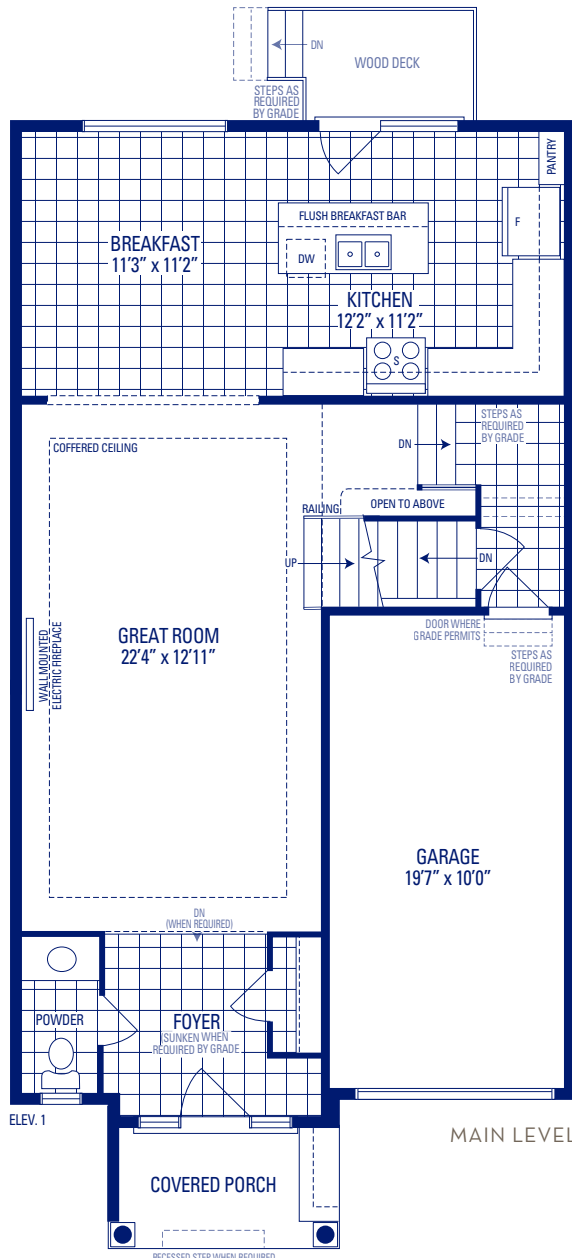 DN
WOOD DECK
STEPS AS
REQUIRED
BY GRADE
PANTRY
FLUSH BREAKFAST BAR
F
BREAKFAST
11'3" x 11'2"
DW
KITCHEN
12'2" x 11'2"
S
STEPS AS
REQUIRED
BY GRADE
DN
COFFERED CEILING
OPEN TO ABOVE
RAILING
UP
DN
WALL MOUNTED
ELECTRIC FIREPLACE
GREAT ROOM
22'4" x 12'11"
DOOR WHERE
GRADE PERMITS
STEPS AS
REQUIRED
BY GRADE
GARAGE
19'7" x 10'0"
DN
(WHEN REQUIRED)
POWDER
FOYER
(SUNKEN WHEN
REQUIRED BY GRADE
ELEV. 1
MAIN LEVEL
COVERED PORCH
RECESSED STEP WHEN REQUIRED